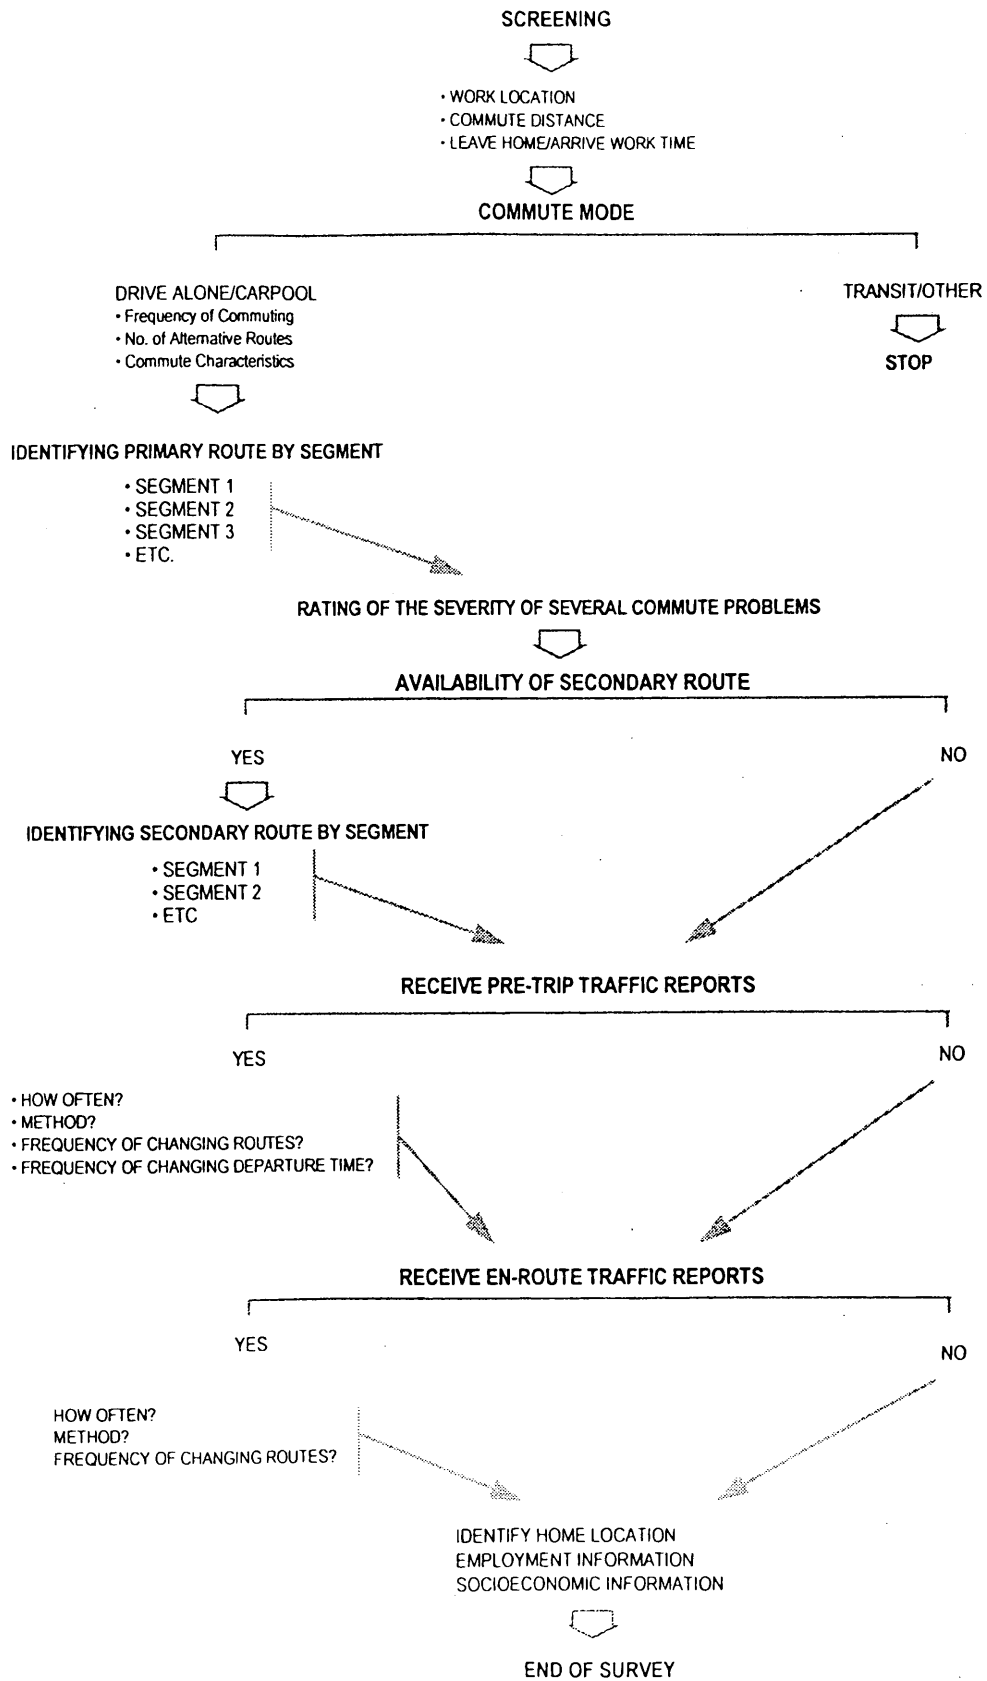 SCREENING
• WORK LOCATION
• COMMUTE DISTANCE
• LEAVE HOME/ARRIVE WORK TIME
COMMUTE MODE
DRIVE ALONE/CARPOOL
• Frequency of Commuting
• No. of Alternative Routes
• Commute Characteristics
TRANSIT/OTHER
STOP
IDENTIFYING PRIMARY ROUTE BY SEGMENT
• SEGMENT 1
• SEGMENT 2
• SEGMENT 3
• ETC.
RATING OF THE SEVERITY OF SEVERAL COMMUTE PROBLEMS
AVAILABILITY OF SECONDARY ROUTE
YES
NO
IDENTIFYING SECONDARY ROUTE BY SEGMENT
• SEGMENT 1
• SEGMENT 2
• ETC
RECEIVE PRE-TRIP TRAFFIC REPORTS
YES
NO
• HOW OFTEN?
• METHOD?
• FREQUENCY OF CHANGING ROUTES?
• FREQUENCY OF CHANGING DEPARTURE TIME?
RECEIVE EN-ROUTE TRAFFIC REPORTS
YES
NO
HOW OFTEN?
METHOD?
FREQUENCY OF CHANGING ROUTES?
IDENTIFY HOME LOCATION
EMPLOYMENT INFORMATION
SOCIOECONOMIC INFORMATION
END OF SURVEY